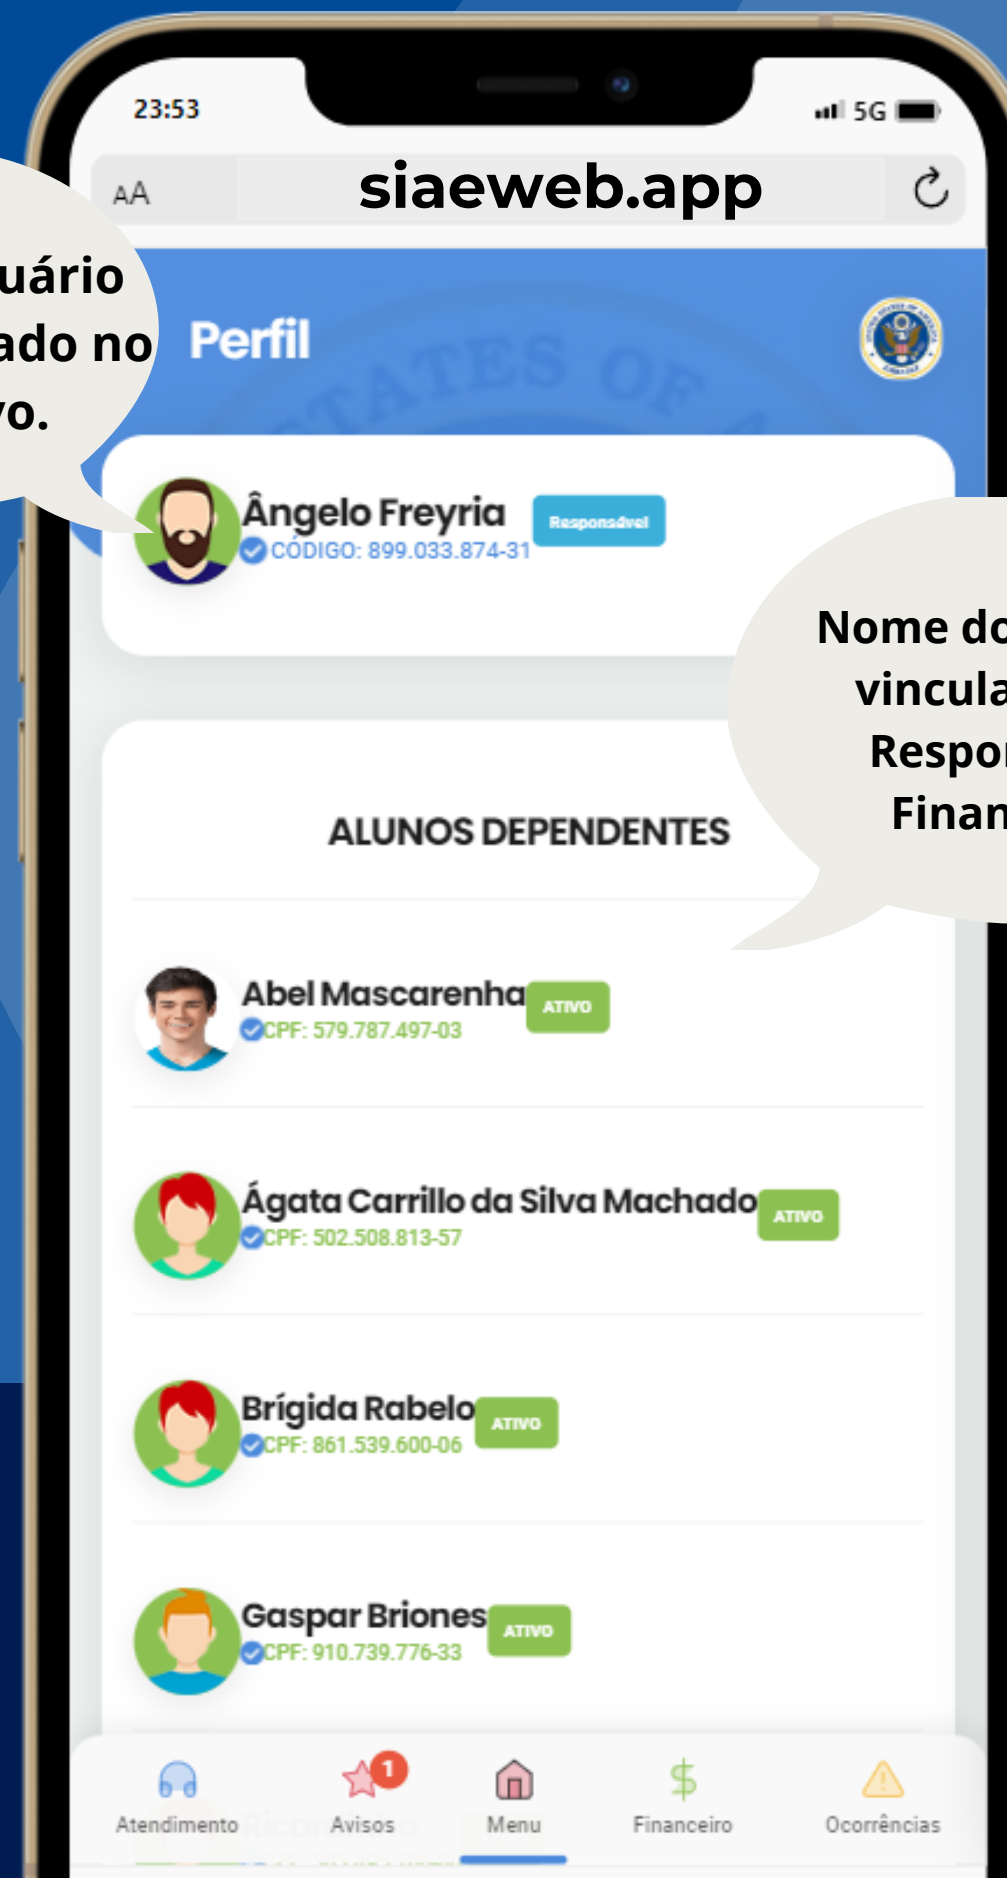 23:53
5G
AA
siaeweb.app
uário
ado no
vo.
Perfil
STATES OF A
Ângelo Freyria
Responsável
CÓDIGO: 899.033.874-31
Nome do
vincula
Respon
Finan
ALUNOS DEPENDENTES
Abel Mascarenha
ATIVO
CPF: 579.787.497-03
Ágata Carrillo da Silva Machado
ATIVO
CPF: 502.508.813-57
Brígida Rabelo
ATIVO
CPF: 861.539.600-06
Gaspar Briones
ATIVO
CPF: 910.739.776-33
1
Atendimento
Avisos
Menu
Financeiro
Ocorrências